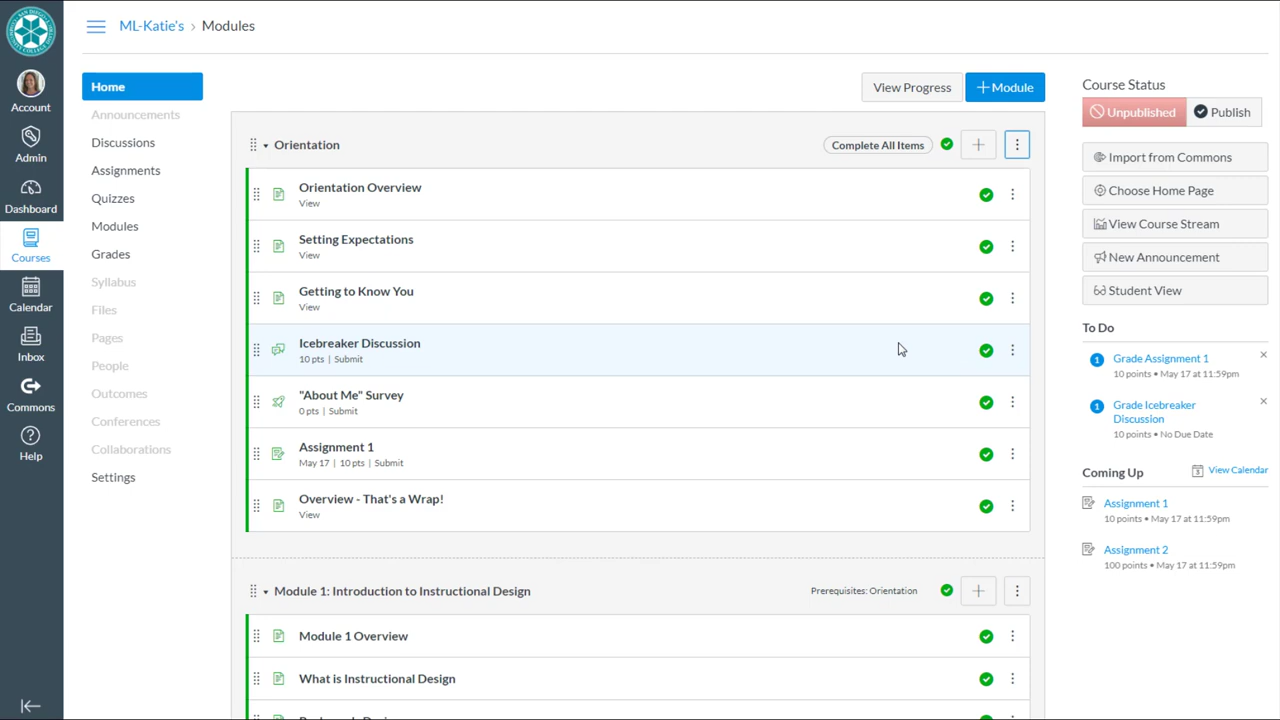 ML-Katie's › Modules
Account
Admin
Dashboard
Courses
Calendar
Inbox
Commons
Help
Home
Announcements
Discussions
Assignments
Quizzes
Modules
Grades
Syllabus
Files
Pages
People
Outcomes
Conferences
Collaborations
Settings
View Progress
+ Module
Orientation
Complete All Items
Orientation Overview
View
Setting Expectations
View
Getting to Know You
View
Icebreaker Discussion
10 pts | Submit
"About Me" Survey
0 pts | Submit
Assignment 1
May 17 | 10 pts | Submit
Overview - That's a Wrap!
View
Module 1: Introduction to Instructional Design
Prerequisites: Orientation
Module 1 Overview
What is Instructional Design
Course Status
Unpublished
Publish
Import from Commons
Choose Home Page
View Course Stream
New Announcement
Student View
To Do
1 Grade Assignment 1
10 points • May 17 at 11:59pm
1 Grade Icebreaker
Discussion
10 points • No Due Date
Coming Up
View Calendar
Assignment 1
10 points • May 17 at 11:59pm
Assignment 2
100 points • May 17 at 11:59pm